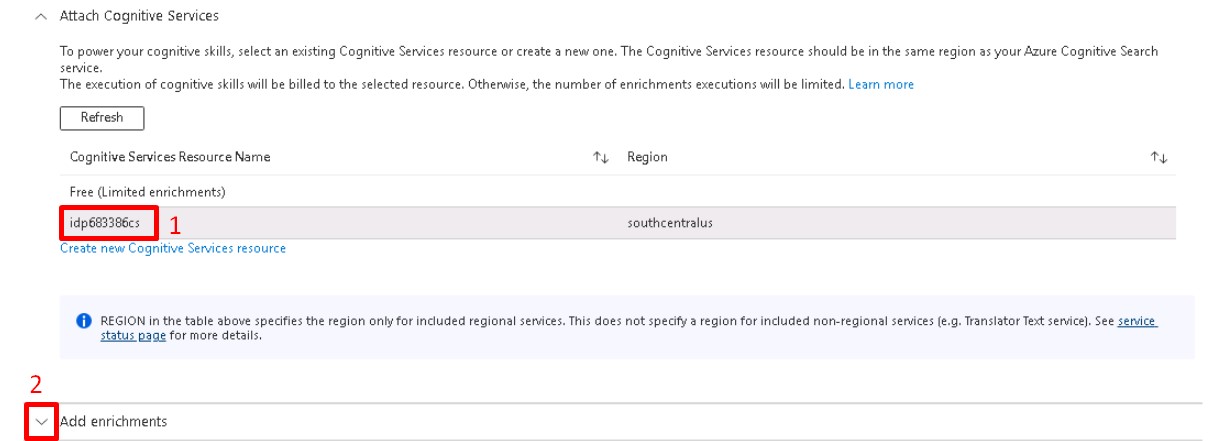 Attach Cognitive Services
To power your cognitive skills, select an existing Cognitive Services resource or create a new one. The Cognitive Services resource should be in the same region as your Azure Cognitive Search
service.
The execution of cognitive skills will be billed to the selected resource. Otherwise, the number of enrichments executions will be limited. Learn more
Refresh
Cognitive Services Resource Name ↑↓ Region ↑↓
Free (Limited enrichments)
idp683386cs 1 southcentralus
Create new Cognitive Services resource
REGION in the table above specifies the region only for included regional services. This does not specify a region for included non-regional services (e.g. Translator Text service). See service
status page for more details.
2
Add enrichments